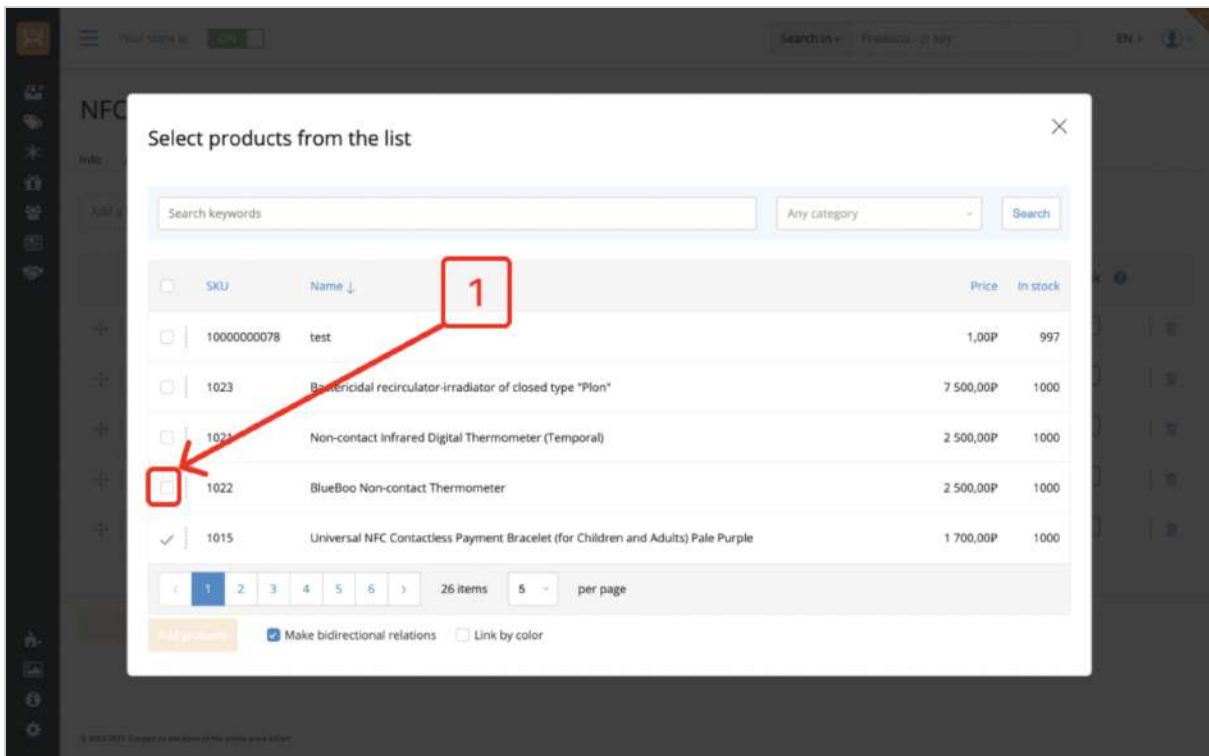 Your store is ON
Search in Products - by key EN
NFC
Info
Select products from the list
Search keywords Any category Search
SKU Name ↓ Price In stock
1
10000000078 test 1,00₽ 997
1023 Bactericidal recirculator-irradiator of closed type "Plon" 7 500,00₽ 1000
1021 Non-contact Infrared Digital Thermometer (Temporal) 2 500,00₽ 1000
1022 BlueBoo Non-contact Thermometer 2 500,00₽ 1000
1015 Universal NFC Contactless Payment Bracelet (for Children and Adults) Pale Purple 1 700,00₽ 1000
‹ 1 2 3 4 5 6 › 26 items 5 per page
Add products Make bidirectional relations Link by color